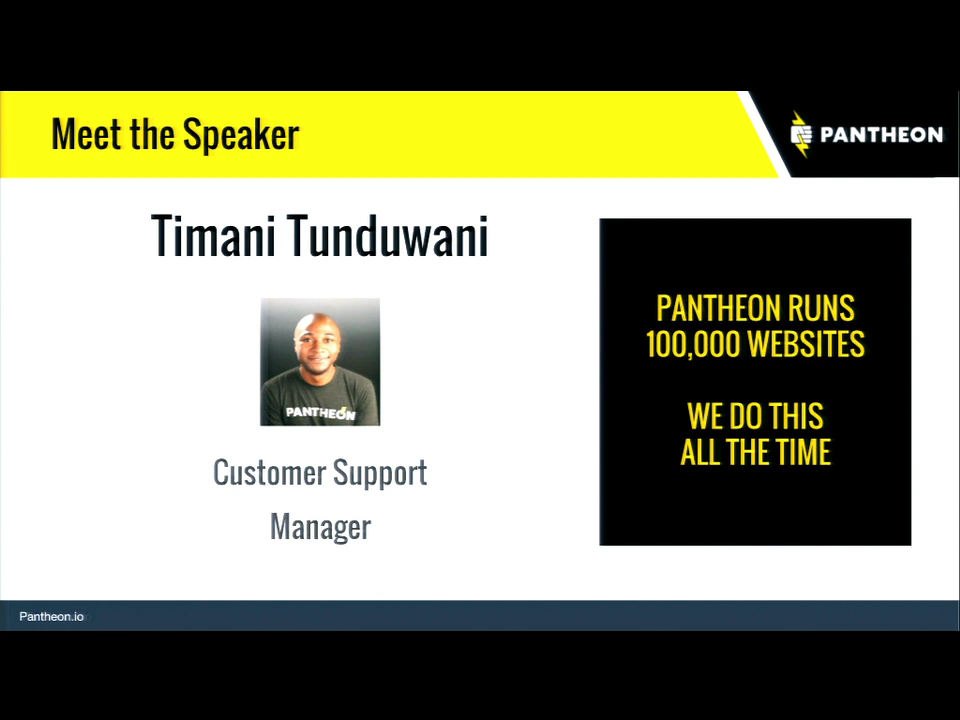 Meet the Speaker
PANTHEON
Timani Tunduwani
PANTHEON
Customer Support
Manager
PANTHEON RUNS
100,000 WEBSITES
WE DO THIS
ALL THE TIME
Pantheon.io